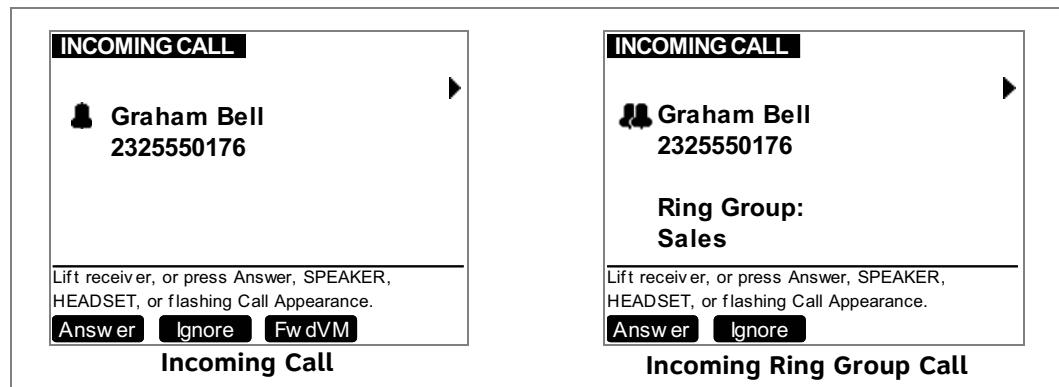 INCOMING CALL
Graham Bell
2325550176
Lift receiver, or press Answer, SPEAKER,
HEADSET, or flashing Call Appearance.
Answer Ignore FwdVM
Incoming Call
INCOMING CALL
Graham Bell
2325550176
Ring Group:
Sales
Lift receiver, or press Answer, SPEAKER,
HEADSET, or flashing Call Appearance.
Answer Ignore
Incoming Ring Group Call